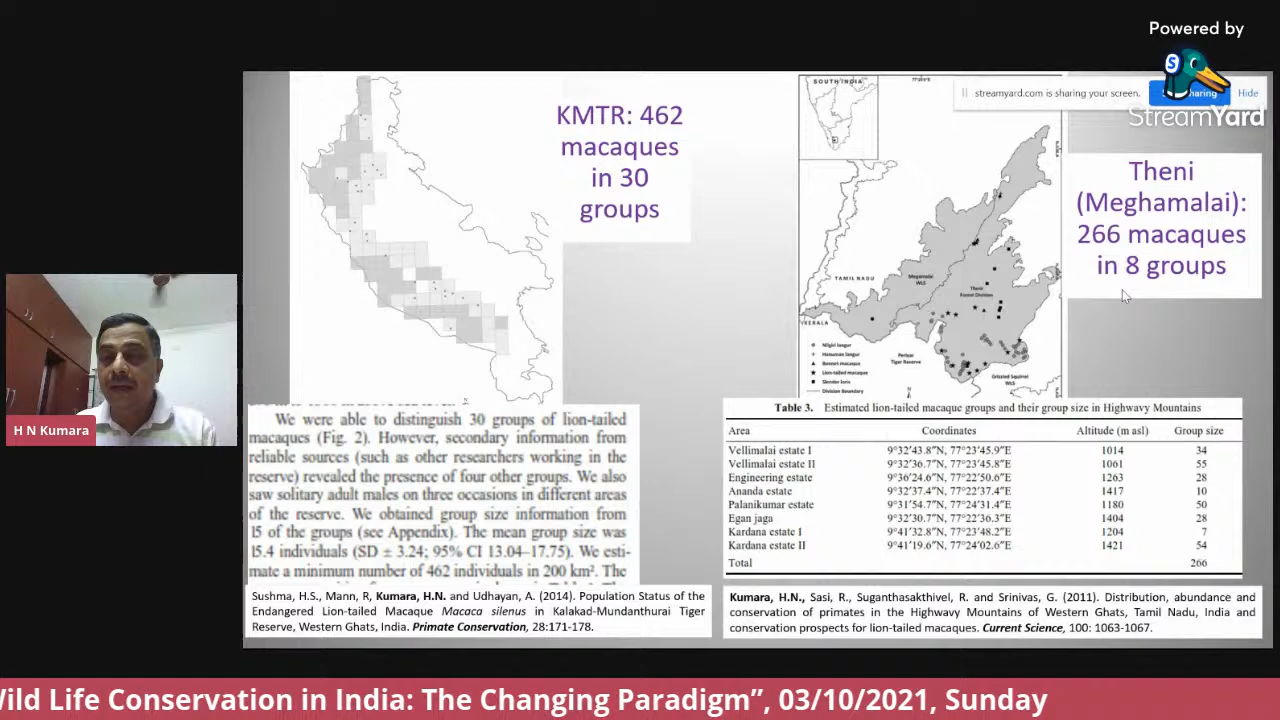 Powered by
StreamYard
streamyard.com is sharing your screen.
Hide
KMTR: 462
macaques
in 30
groups
SOUTH INDIA
TAMIL NADU
KERALA
Megamalai
WLS
Theni
Forest Division
Periyar
Tiger Reserve
Grizzled Squirrel
WLS
Nilgiri langur
Hanuman langur
Bonnet macaque
Lion-tailed macaque
Slender loris
Division Boundary
Theni
(Meghamalai):
266 macaques
in 8 groups
H N Kumara
We were able to distinguish 30 groups of lion-tailed
macaques (Fig. 2). However, secondary information from
reliable sources (such as other researchers working in the
reserve) revealed the presence of four other groups. We also
saw solitary adult males on three occasions in different areas
of the reserve. We obtained group size information from
15 of the groups (see Appendix). The mean group size was
15.4 individuals (SD ± 3.24; 95% CI 13.04–17.75). We esti-
mate a minimum number of 462 individuals in 200 km². The
Sushma, H.S., Mann, R, Kumara, H.N. and Udhayan, A. (2014). Population Status of the
Endangered Lion-tailed Macaque Macaca silenus in Kalakad-Mundanthurai Tiger
Reserve, Western Ghats, India. Primate Conservation, 28:171-178.
Table 3. Estimated lion-tailed macaque groups and their group size in Highwavy Mountains
Area Coordinates Altitude (m asl) Group size
Vellimalai estate I 9°32′43.8″N, 77°23′45.9″E 1014 34
Vellimalai estate II 9°32′36.7″N, 77°23′45.8″E 1061 55
Engineering estate 9°36′24.6″N, 77°22′50.6″E 1263 28
Ananda estate 9°32′37.4″N, 77°22′37.4″E 1417 10
Palanikumar estate 9°31′54.7″N, 77°24′31.4″E 1180 50
Egan jaga 9°32′30.7″N, 77°22′36.3″E 1404 28
Kardana estate I 9°41′32.8″N, 77°23′48.2″E 1204 7
Kardana estate II 9°41′19.6″N, 77°24′02.6″E 1421 54
Total 266
Kumara, H.N., Sasi, R., Suganthasakthivel, R. and Srinivas, G. (2011). Distribution, abundance and
conservation of primates in the Highwavy Mountains of Western Ghats, Tamil Nadu, India and
conservation prospects for lion-tailed macaques. Current Science, 100: 1063-1067.
Wild Life Conservation in India: The Changing Paradigm”, 03/10/2021, Sunday